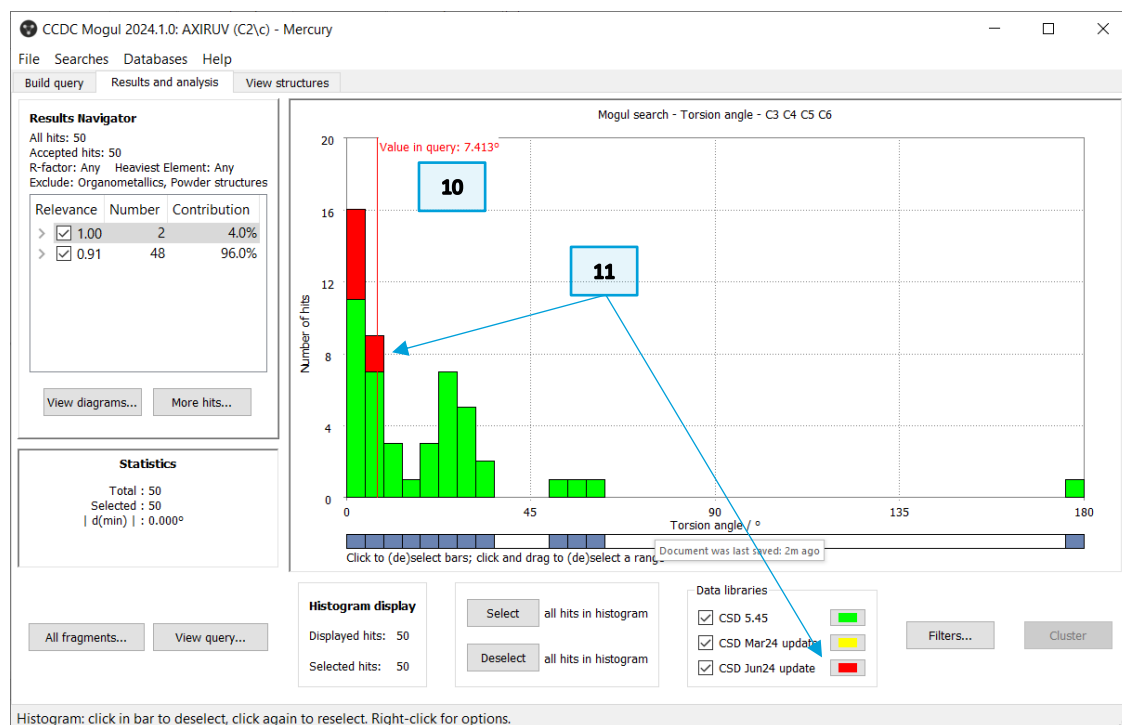 CCDC Mogul 2024.1.0: AXIRUV (C2\c) - Mercury
File Searches Databases Help
Build query Results and analysis View structures
Results Navigator
All hits: 50
Accepted hits: 50
R-factor: Any Heaviest Element: Any
Exclude: Organometallics, Powder structures
Relevance Number Contribution
1.00 2 4.0%
0.91 48 96.0%
View diagrams... More hits...
Statistics
Total : 50
Selected : 50
| d(min) | : 0.000º
Mogul search - Torsion angle - C3 C4 C5 C6
Value in query: 7.413º
10
11
Number of hits
20
16
12
8
4
0
0 45 90 135 180
Torsion angle / º
Document was last saved: 2m ago
Click to (de)select bars; click and drag to (de)select a range
All fragments... View query...
Histogram display
Displayed hits: 50
Selected hits: 50
Select all hits in histogram
Deselect all hits in histogram
Data libraries
CSD 5.45
CSD Mar24 update
CSD Jun24 update
Filters... Cluster
Histogram: click in bar to deselect, click again to reselect. Right-click for options.